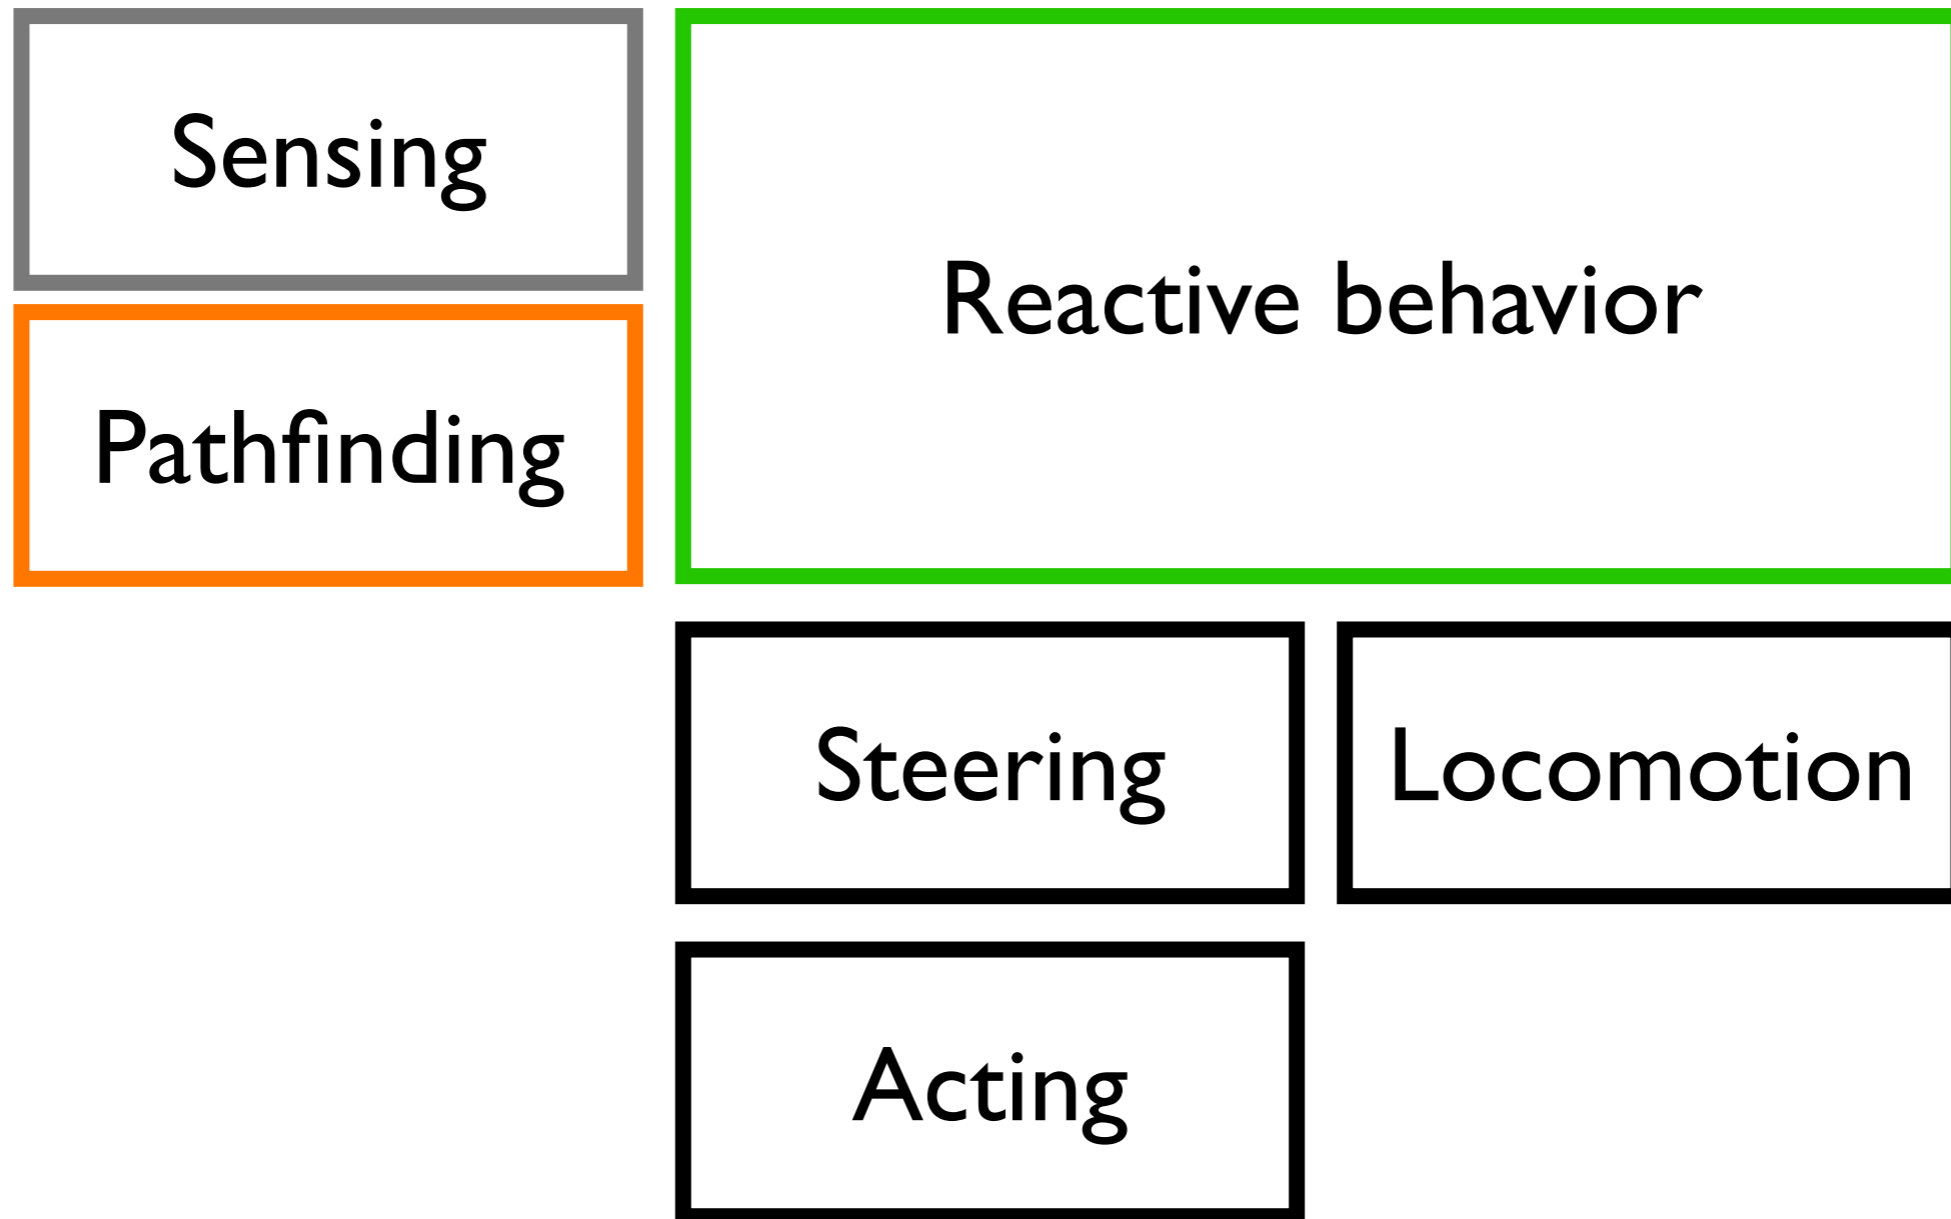 Sensing
Reactive behavior
Pathfinding
Steering
Locomotion
Acting